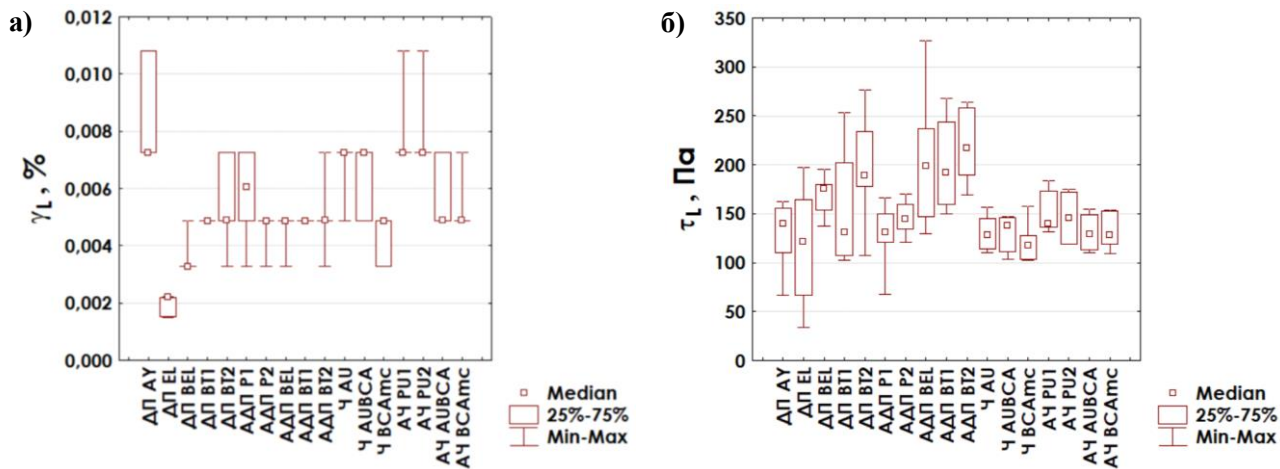 а)
γL, %
0,012
0,010
0,008
0,006
0,004
0,002
0,000
ДП AY
ДП EL
ДП BEL
ДП BT1
ДП BT2
АДП P1
АДП P2
АДП BEL
АДП BT1
АДП BT2
Ч AU
Ч AUBCA
Ч BCAmc
АЧ PU1
АЧ PU2
АЧ AUBCA
АЧ BCAmc
Median
25%-75%
Min-Max
б)
τL, Па
350
300
250
200
150
100
50
0
ДП AY
ДП EL
ДП BEL
ДП BT1
ДП BT2
АДП P1
АДП P2
АДП BEL
АДП BT1
АДП BT2
Ч AU
Ч AUBCA
Ч BCAmc
АЧ PU1
АЧ PU2
АЧ AUBCA
АЧ BCAmc
Median
25%-75%
Min-Max